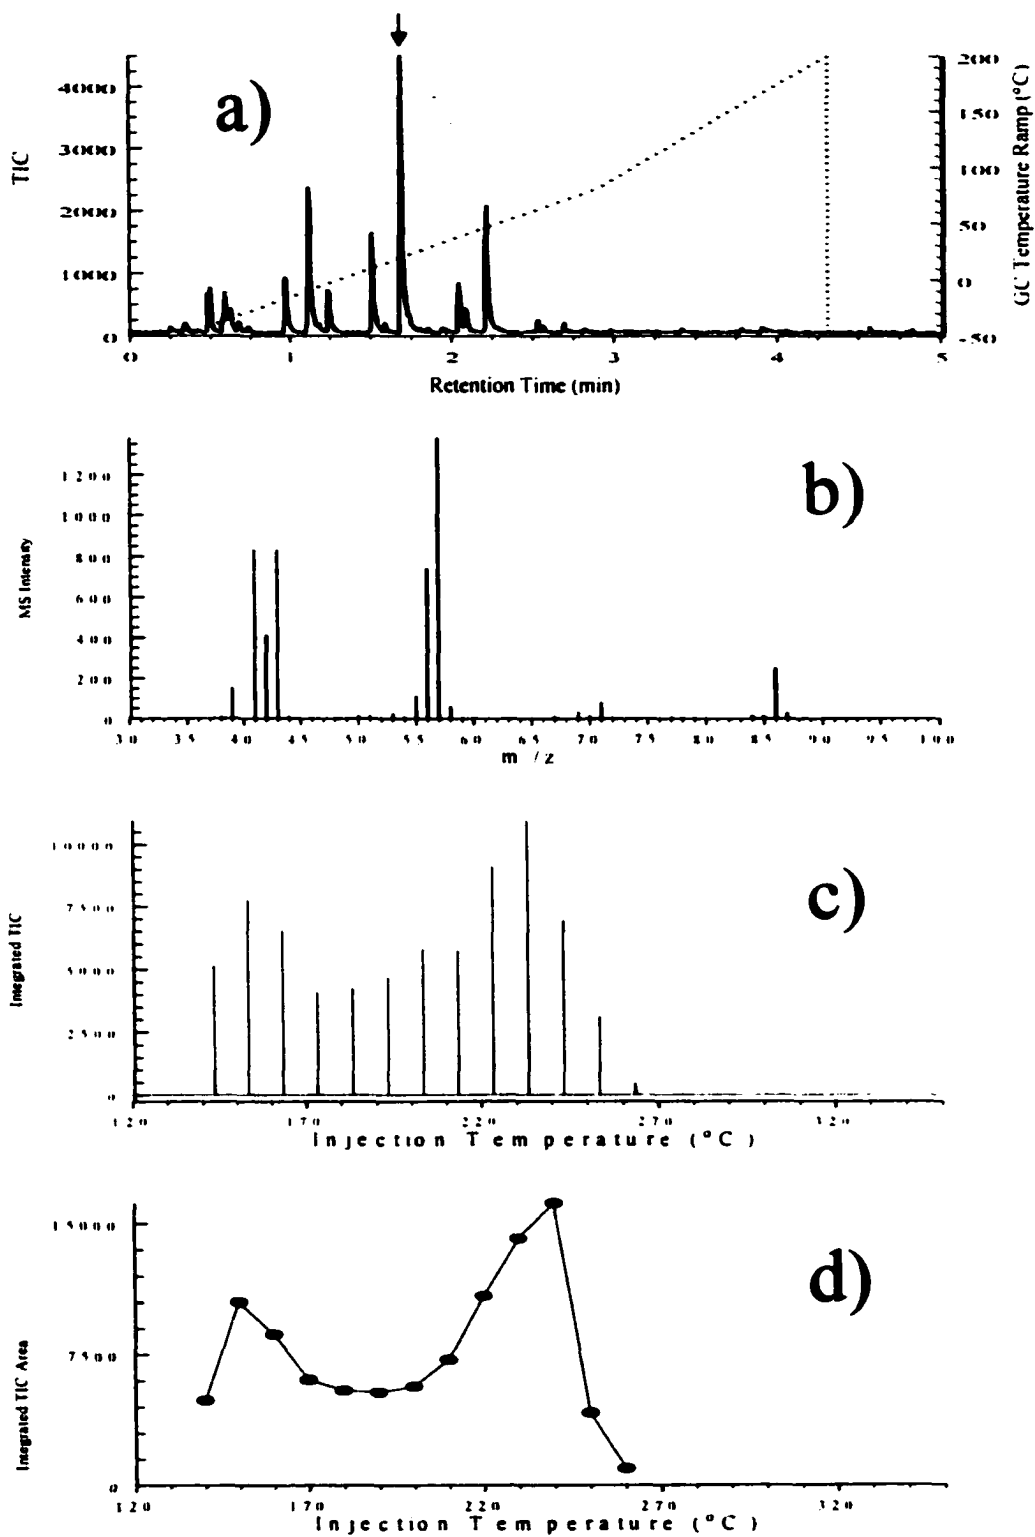 a)
TIC
4000
3000
2000
1000
0
200
150
100
50
0
-50
GC Temperature Ramp (°C)
0 1 2 3 4 5
Retention Time (min)
b)
MS Intensity
1200
1000
800
600
400
200
0
30 35 40 45 50 55 60 65 70 75 80 85 90 95 100
m/z
c)
Integrated TIC
10000
7500
5000
2500
0
120 170 220 270 320
Injection Temperature (°C)
d)
Integrated TIC Area
15000
7500
0
120 170 220 270 320
Injection Temperature (°C)